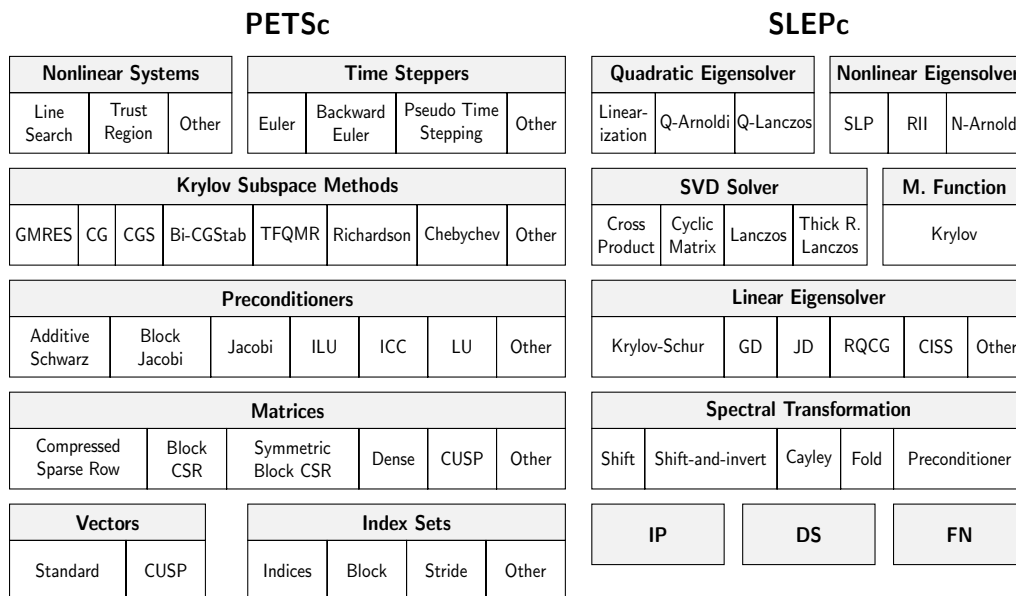 PETSc
SLEPc
Nonlinear Systems
Line Search
Trust Region
Other
Time Steppers
Euler
Backward Euler
Pseudo Time Stepping
Other
Quadratic Eigensolver
Linear-ization
Q-Arnoldi
Q-Lanczos
Nonlinear Eigensolver
SLP
RII
N-Arnold
Krylov Subspace Methods
GMRES
CG
CGS
Bi-CGStab
TFQMR
Richardson
Chebychev
Other
SVD Solver
Cross Product
Cyclic Matrix
Lanczos
Thick R. Lanczos
M. Function
Krylov
Preconditioners
Additive Schwarz
Block Jacobi
Jacobi
ILU
ICC
LU
Other
Linear Eigensolver
Krylov-Schur
GD
JD
RQCG
CISS
Other
Matrices
Compressed Sparse Row
Block CSR
Symmetric Block CSR
Dense
CUSP
Other
Spectral Transformation
Shift
Shift-and-invert
Cayley
Fold
Preconditioner
Vectors
Standard
CUSP
Index Sets
Indices
Block
Stride
Other
IP
DS
FN